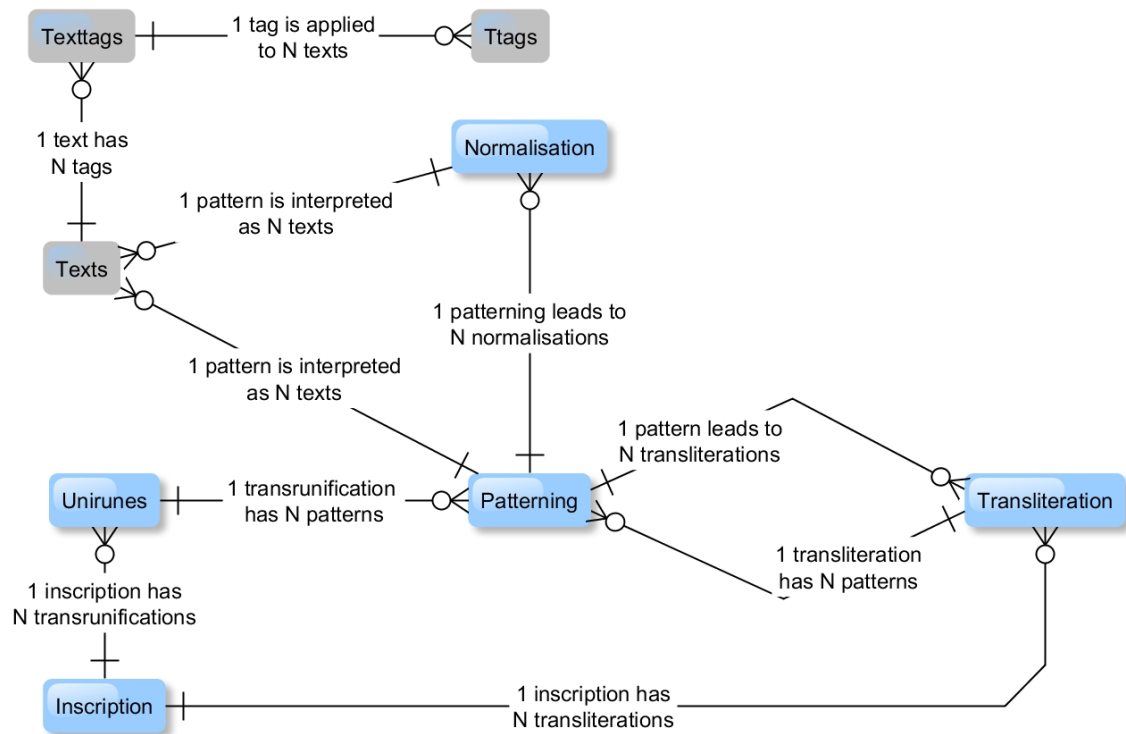 Texttags
1 tag is applied
to N texts
Ttags
1 text has
N tags
Normalisation
1 pattern is interpreted
as N texts
Texts
1 patterning leads to
N normalisations
1 pattern is interpreted
as N texts
1 pattern leads to
N transliterations
Unirunes
1 transrunification
has N patterns
Patterning
Transliteration
1 transliteration
has N patterns
1 inscription has
N transrunifications
Inscription
1 inscription has
N transliterations